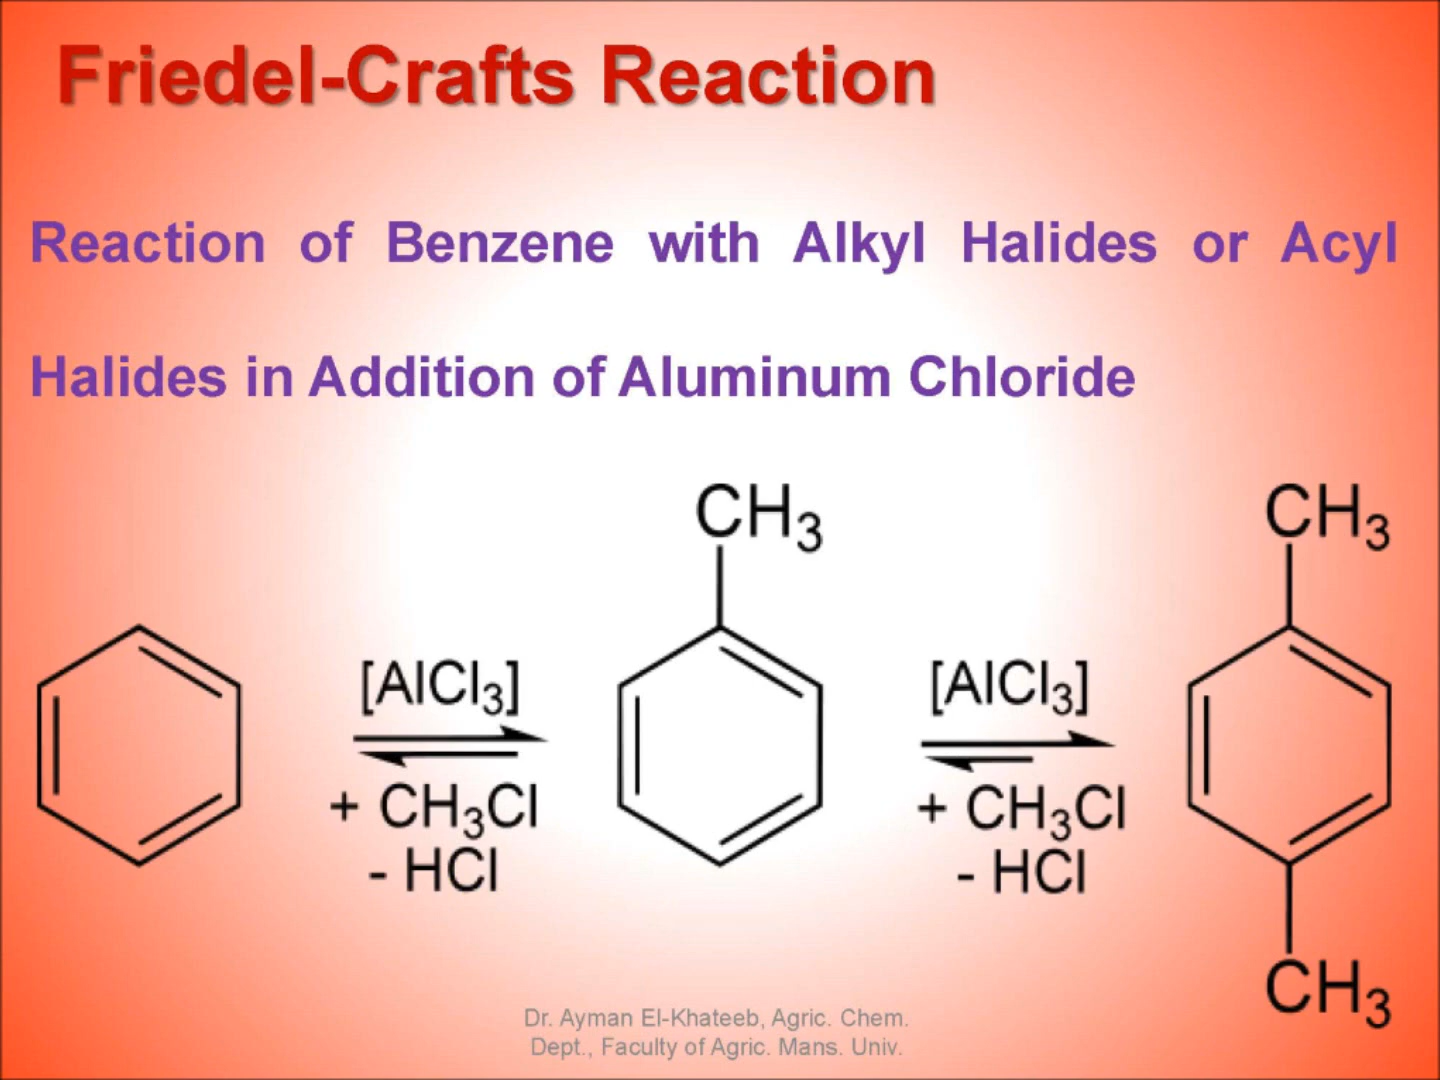 Friedel-Crafts Reaction
Reaction of Benzene with Alkyl Halides or Acyl
Halides in Addition of Aluminum Chloride
CH3
CH3
[AlCl3]
[AlCl3]
+ CH3Cl
+ CH3Cl
- HCl
- HCl
CH3
Dr. Ayman El-Khateeb, Agric. Chem.
Dept., Faculty of Agric. Mans. Univ.